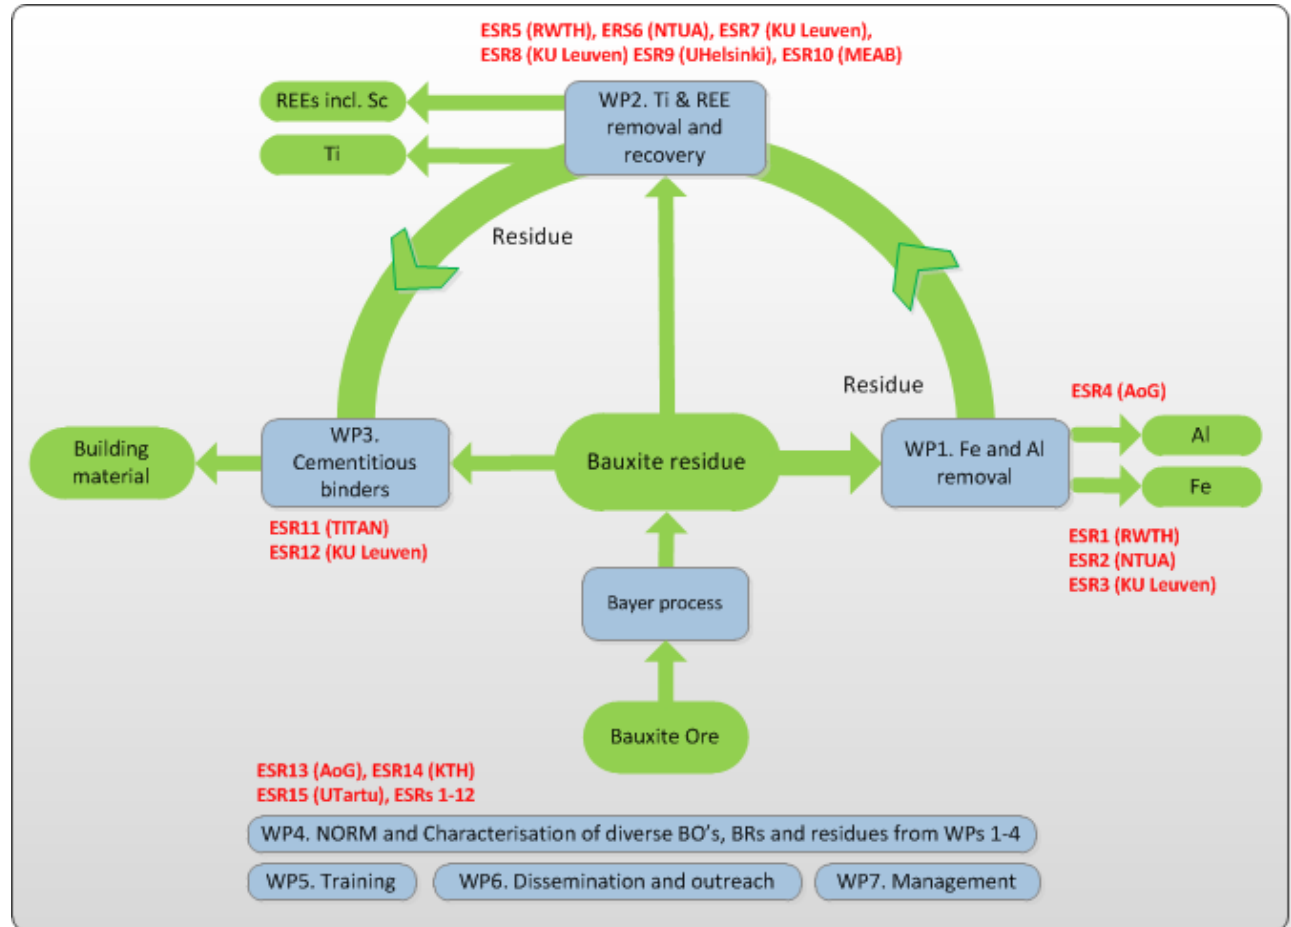 ESR5 (RWTH), ERS6 (NTUA), ESR7 (KU Leuven),
ESR8 (KU Leuven) ESR9 (UHelsinki), ESR10 (MEAB)
REEs incl. Sc
Ti
WP2. Ti & REE
removal and
recovery
Residue
Residue
ESR4 (AoG)
Building
material
WP3.
Cementitious
binders
Bauxite residue
WP1. Fe and Al
removal
Al
Fe
ESR11 (TITAN)
ESR12 (KU Leuven)
ESR1 (RWTH)
ESR2 (NTUA)
ESR3 (KU Leuven)
Bayer process
Bauxite Ore
ESR13 (AoG), ESR14 (KTH)
ESR15 (UTartu), ESRs 1-12
WP4. NORM and Characterisation of diverse BO's, BRs and residues from WPs 1-4
WP5. Training
WP6. Dissemination and outreach
WP7. Management